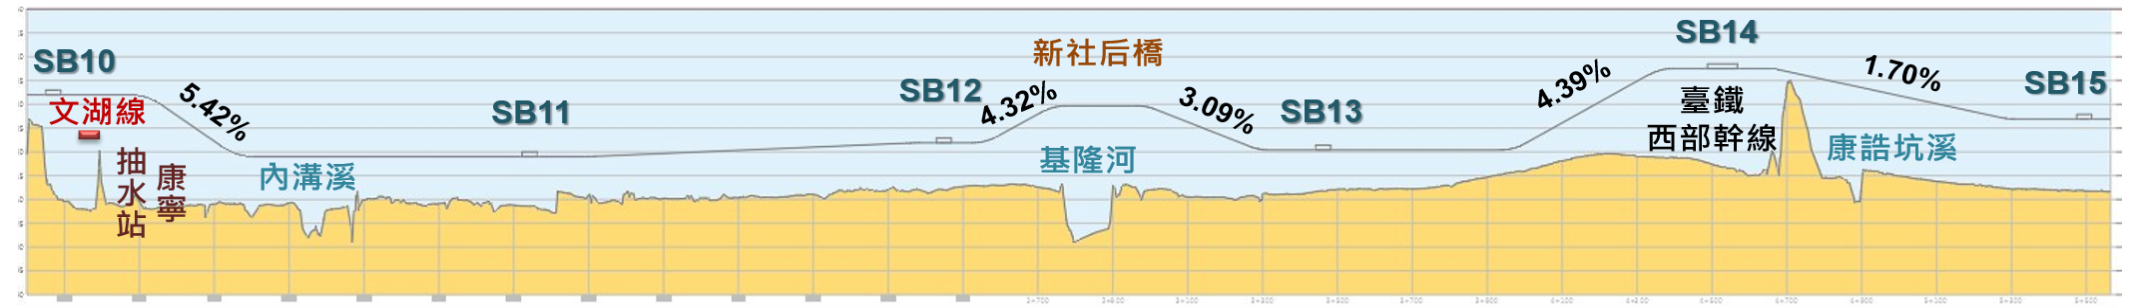 SB10
文湖線
抽水站
康寧
5.42%
內溝溪
SB11
SB12
4.32%
新社后橋
基隆河
3.09%
SB13
4.39%
SB14
臺鐵
西部幹線
1.70%
康誥坑溪
SB15